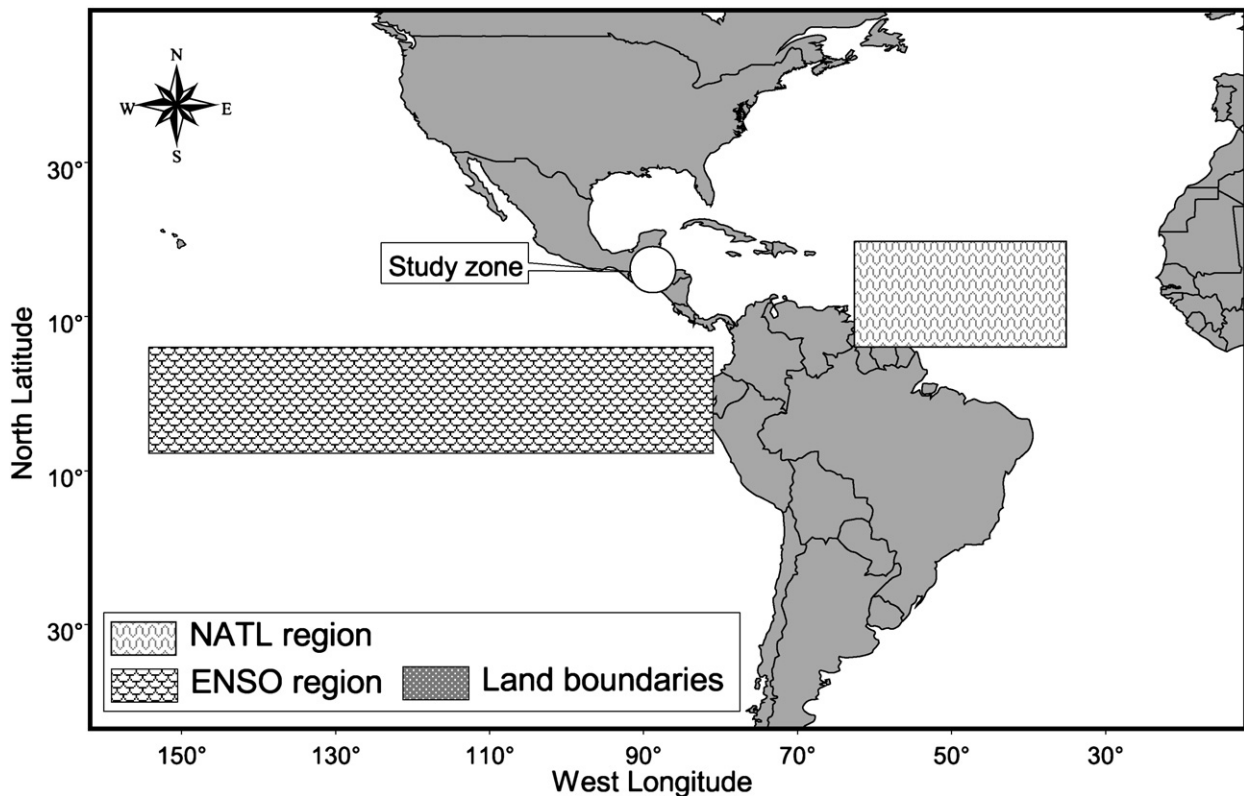 N
W E
S
30°
Study zone
10°
North Latitude
10°
30°
NATL region
ENSO region Land boundaries
150° 130° 110° 90° 70° 50° 30°
West Longitude